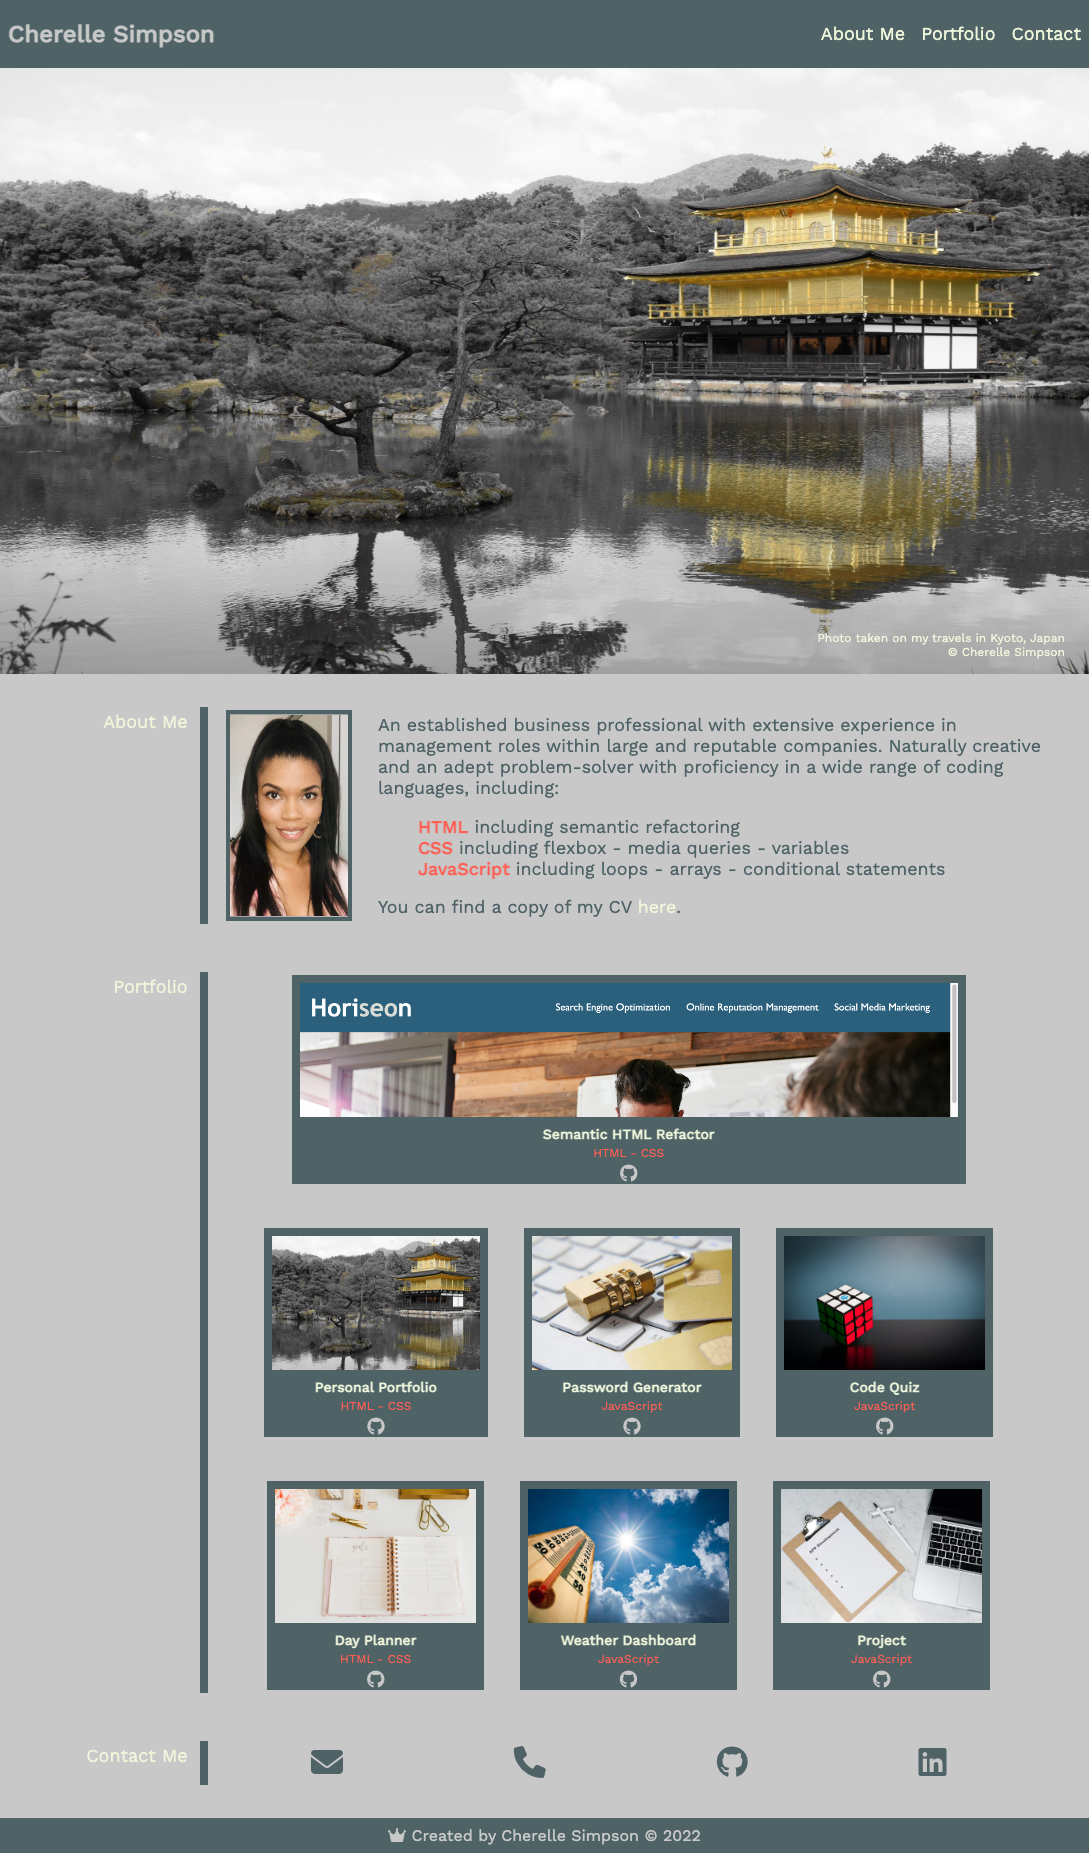 Cherelle Simpson
About Me Portfolio Contact
Photo taken on my travels in Kyoto, Japan
© Cherelle Simpson
About Me
An established business professional with extensive experience in
management roles within large and reputable companies. Naturally creative
and an adept problem-solver with proficiency in a wide range of coding
languages, including:
HTML including semantic refactoring
CSS including flexbox - media queries - variables
JavaScript including loops - arrays - conditional statements
You can find a copy of my CV here.
Portfolio
Horiseon
Search Engine Optimization Online Reputation Management Social Media Marketing
Semantic HTML Refactor
HTML - CSS
Personal Portfolio
HTML - CSS
Password Generator
JavaScript
Code Quiz
JavaScript
Day Planner
HTML - CSS
Weather Dashboard
JavaScript
APP Development
Project
JavaScript
Contact Me
Created by Cherelle Simpson © 2022